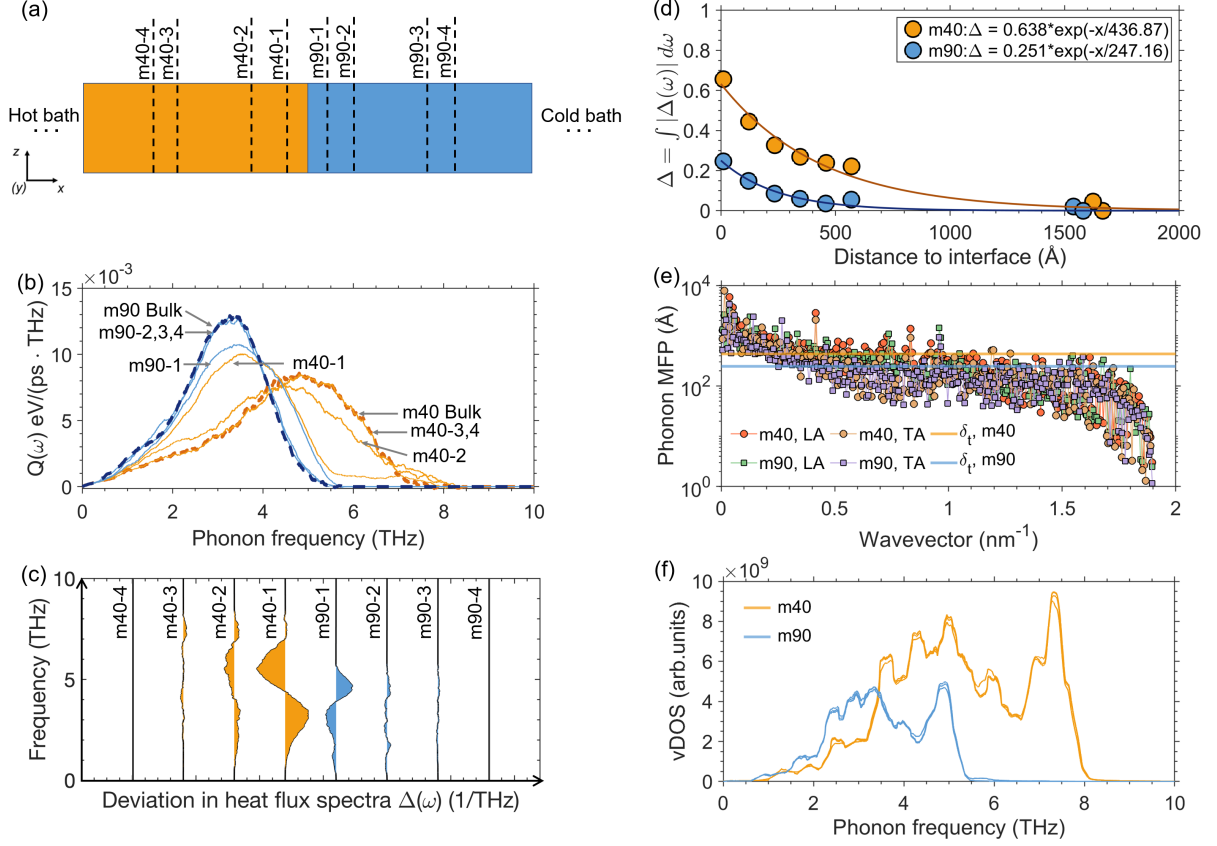 (a)
m40-4
m40-3
m40-2
m40-1
m90-1
m90-2
m90-3
m90-4
Hot bath
...
Cold bath
...
z
(y)
x
(b)
×10⁻³
15
10
5
0
0 2 4 6 8 10
Q(ω) eV/(ps · THz)
Phonon frequency (THz)
m90 Bulk
m90-2,3,4
m90-1
m40-1
m40 Bulk
m40-3,4
m40-2
(c)
10
5
0
Frequency (THz)
m40-4
m40-3
m40-2
m40-1
m90-1
m90-2
m90-3
m90-4
Deviation in heat flux spectra Δ(ω) (1/THz)
(d)
1
0.8
0.6
0.4
0.2
0
0 500 1000 1500 2000
Δ = ∫ |Δ(ω)| dω
Distance to interface (Å)
m40:Δ = 0.638*exp(-x/436.87)
m90:Δ = 0.251*exp(-x/247.16)
(e)
10⁴
10²
10⁰
0 0.5 1 1.5 2
Phonon MFP (Å)
Wavevector (nm⁻¹)
m40, LA
m40, TA
δt, m40
m90, LA
m90, TA
δt, m90
(f)
×10⁹
10
8
6
4
2
0
0 2 4 6 8 10
vDOS (arb.units)
Phonon frequency (THz)
m40
m90